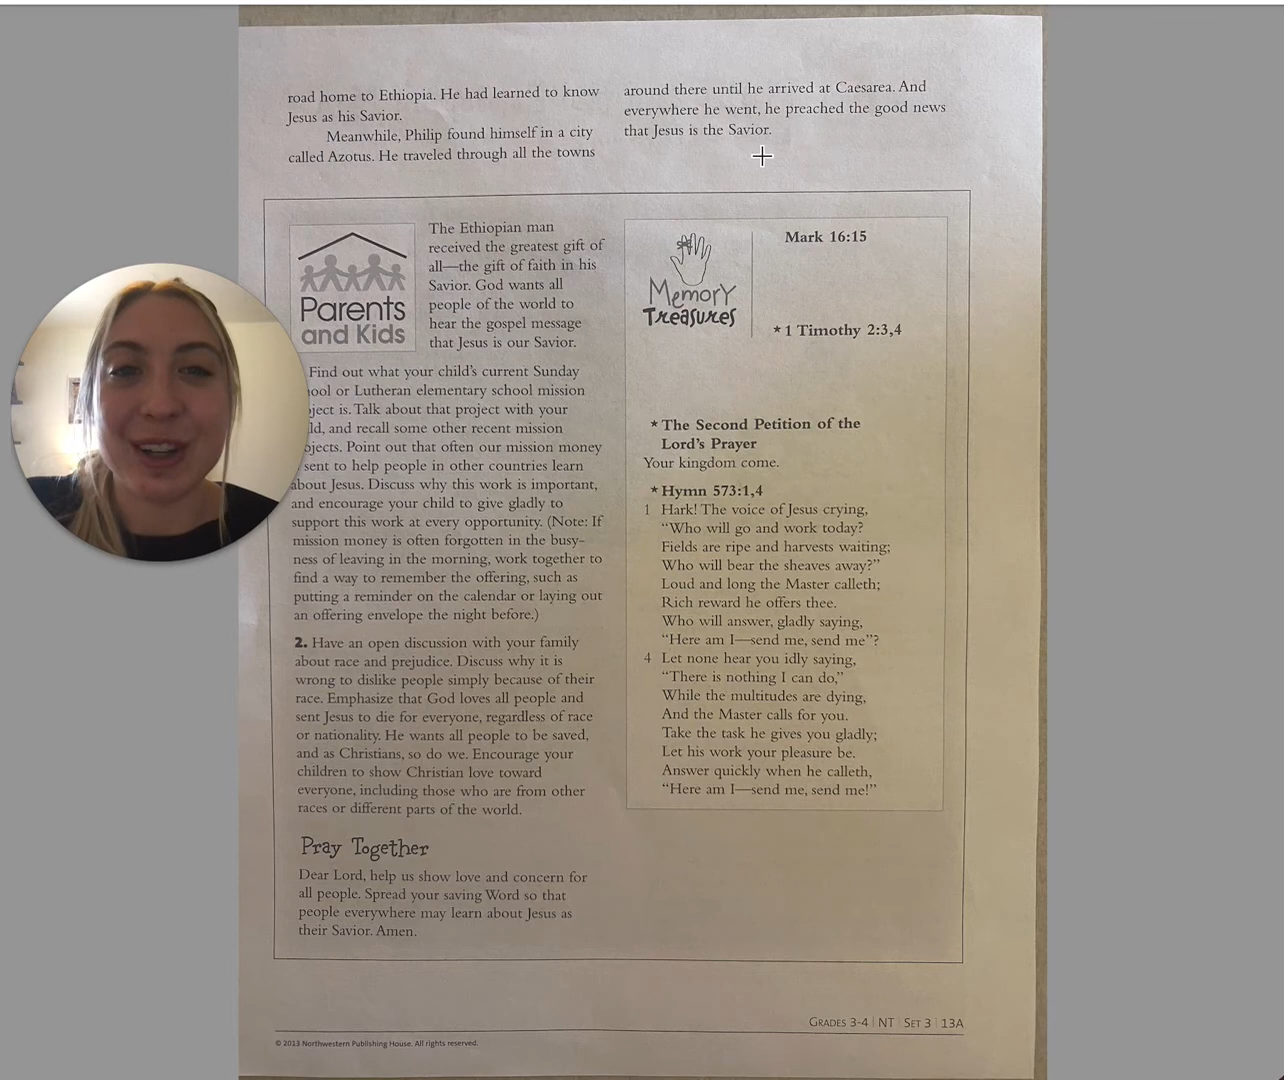 road home to Ethiopia. He had learned to know
Jesus as his Savior.
Meanwhile, Philip found himself in a city
called Azotus. He traveled through all the towns
around there until he arrived at Caesarea. And
everywhere he went, he preached the good news
that Jesus is the Savior.
Parents
and Kids
The Ethiopian man
received the greatest gift of
all—the gift of faith in his
Savior. God wants all
people of the world to
hear the gospel message
that Jesus is our Savior.
Find out what your child's current Sunday
ool or Lutheran elementary school mission
ject is. Talk about that project with your
ld, and recall some other recent mission
ojects. Point out that often our mission money
sent to help people in other countries learn
about Jesus. Discuss why this work is important,
and encourage your child to give gladly to
support this work at every opportunity. (Note: If
mission money is often forgotten in the busy-
ness of leaving in the morning, work together to
find a way to remember the offering, such as
putting a reminder on the calendar or laying out
an offering envelope the night before.)
2. Have an open discussion with your family
about race and prejudice. Discuss why it is
wrong to dislike people simply because of their
race. Emphasize that God loves all people and
sent Jesus to die for everyone, regardless of race
or nationality. He wants all people to be saved,
and as Christians, so do we. Encourage your
children to show Christian love toward
everyone, including those who are from other
races or different parts of the world.
Pray Together
Dear Lord, help us show love and concern for
all people. Spread your saving Word so that
people everywhere may learn about Jesus as
their Savior. Amen.
Memory
Treasures
Mark 16:15
*1 Timothy 2:3,4
*The Second Petition of the
Lord's Prayer
Your kingdom come.
*Hymn 573:1,4
1 Hark! The voice of Jesus crying,
"Who will go and work today?
Fields are ripe and harvests waiting;
Who will bear the sheaves away?"
Loud and long the Master calleth;
Rich reward he offers thee.
Who will answer, gladly saying,
"Here am I—send me, send me"?
4 Let none hear you idly saying,
"There is nothing I can do,"
While the multitudes are dying,
And the Master calls for you.
Take the task he gives you gladly;
Let his work your pleasure be.
Answer quickly when he calleth,
"Here am I—send me, send me!"
GRADES 3-4 | NT | SET 3 | 13A
© 2013 Northwestern Publishing House. All rights reserved.